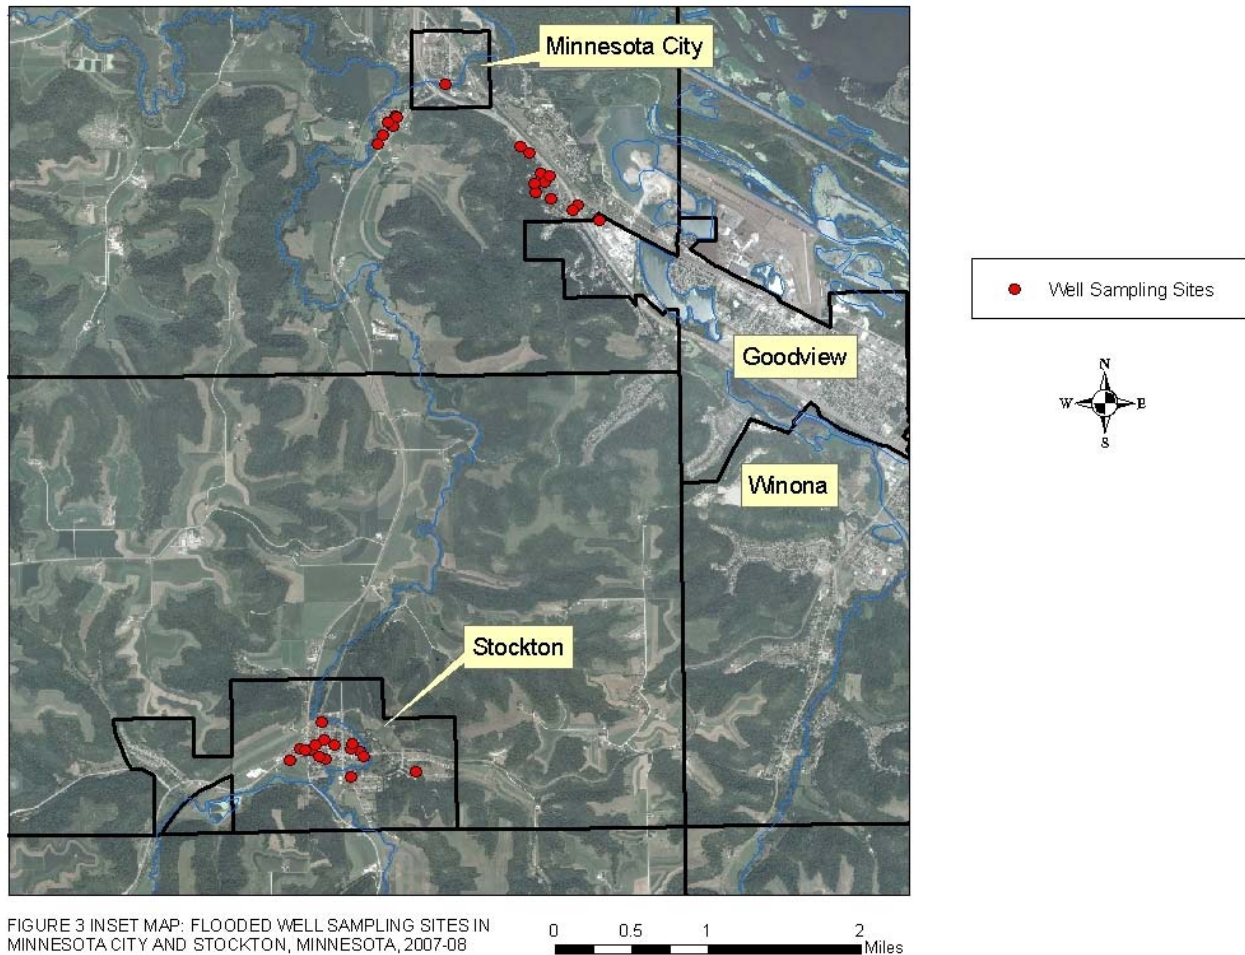 Minnesota City
Well Sampling Sites
N
W E
S
Goodview
Winona
Stockton
FIGURE 3 INSET MAP: FLOODED WELL SAMPLING SITES IN
MINNESOTA CITY AND STOCKTON, MINNESOTA, 2007-08
0 0.5 1 2
Miles